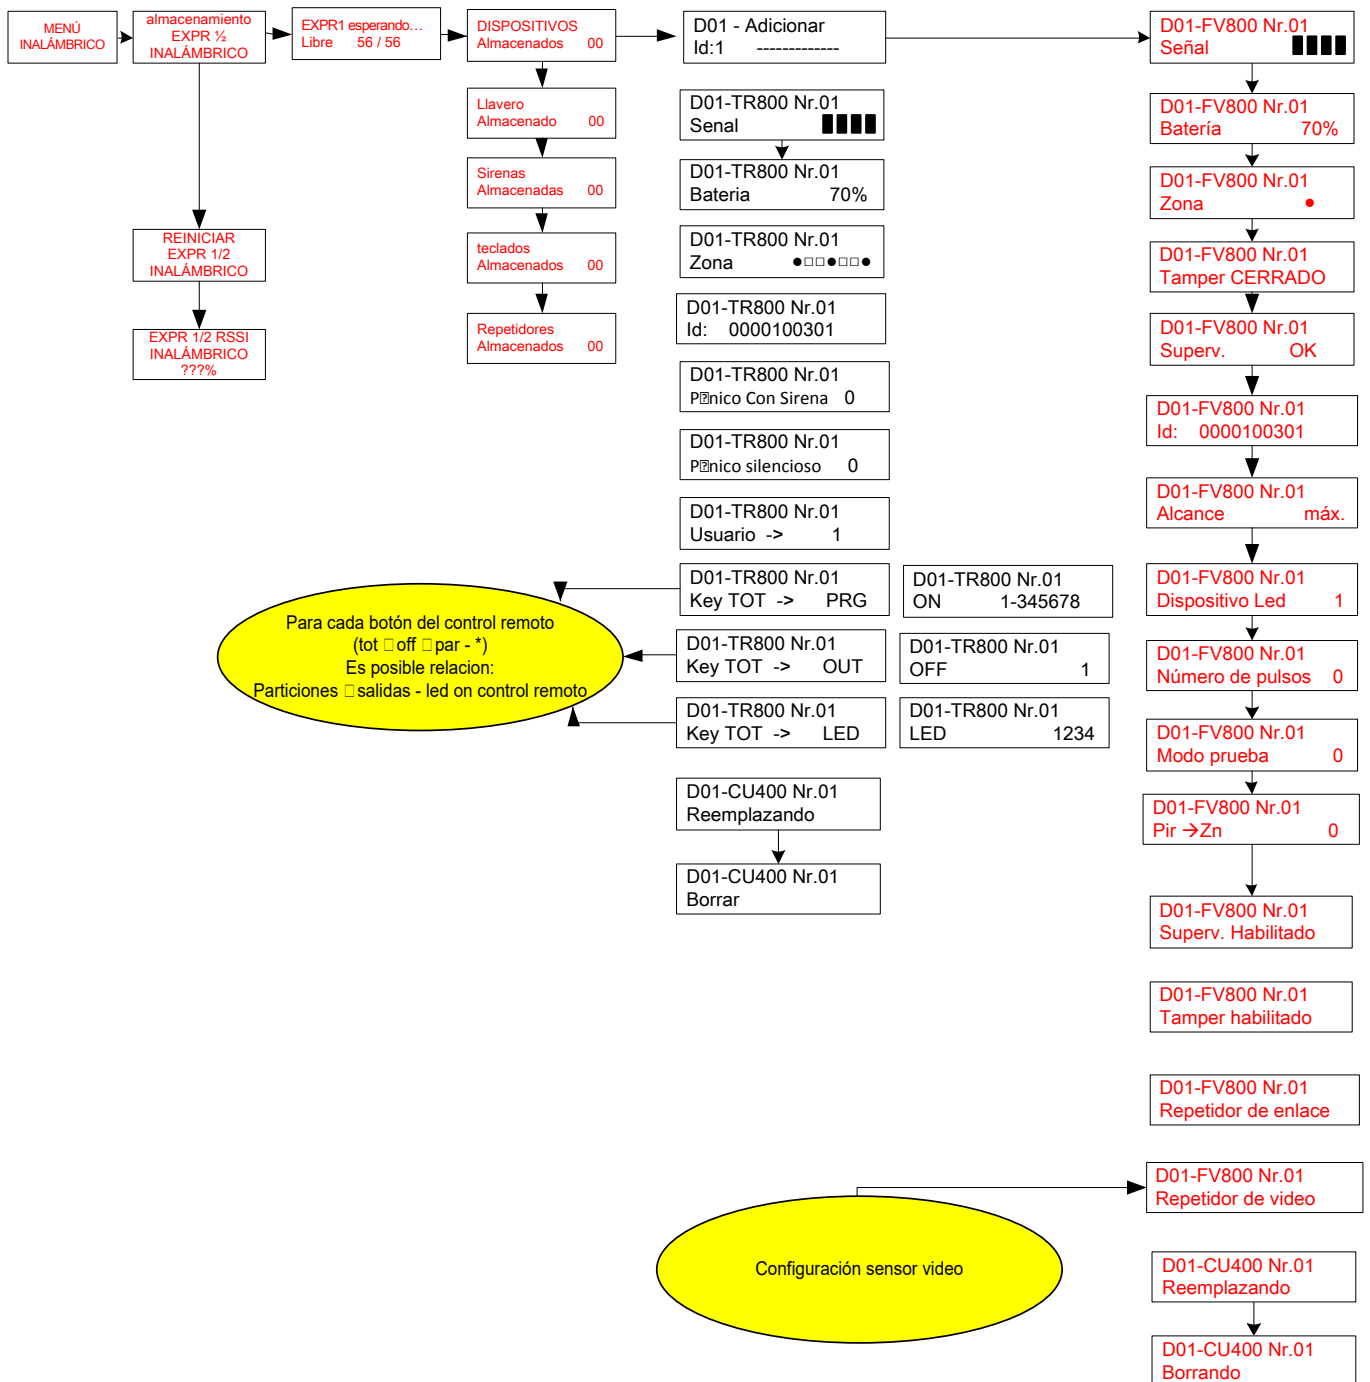 MENÚ
INALÁMBRICO
almacenamiento
EXPR ½
INALÁMBRICO
REINICIAR
EXPR 1/2
INALÁMBRICO
EXPR 1/2 RSSI
INALÁMBRICO
???%
EXPR1 esperando...
Libre 56 / 56
DISPOSITIVOS
Almacenados 00
Llavero
Almacenado 00
Sirenas
Almacenadas 00
teclados
Almacenados 00
Repetidores
Almacenados 00
D01 - Adicionar
Id:1 -------------
D01-TR800 Nr.01
Senal
D01-TR800 Nr.01
Bateria 70%
D01-TR800 Nr.01
Zona ●□□●□□●
D01-TR800 Nr.01
Id: 0000100301
D01-TR800 Nr.01
P�nico Con Sirena 0
D01-TR800 Nr.01
P�nico silencioso 0
D01-TR800 Nr.01
Usuario -> 1
D01-TR800 Nr.01
Key TOT -> PRG
D01-TR800 Nr.01
ON 1-345678
D01-TR800 Nr.01
Key TOT -> OUT
D01-TR800 Nr.01
OFF 1
D01-TR800 Nr.01
Key TOT -> LED
D01-TR800 Nr.01
LED 1234
Para cada botón del control remoto
(tot □ off □ par - *)
Es posible relacion:
Particiones □ salidas - led on control remoto
D01-CU400 Nr.01
Reemplazando
D01-CU400 Nr.01
Borrar
D01-FV800 Nr.01
Señal
D01-FV800 Nr.01
Batería 70%
D01-FV800 Nr.01
Zona ●
D01-FV800 Nr.01
Tamper CERRADO
D01-FV800 Nr.01
Superv. OK
D01-FV800 Nr.01
Id: 0000100301
D01-FV800 Nr.01
Alcance máx.
D01-FV800 Nr.01
Dispositivo Led 1
D01-FV800 Nr.01
Número de pulsos 0
D01-FV800 Nr.01
Modo prueba 0
D01-FV800 Nr.01
Pir →Zn 0
D01-FV800 Nr.01
Superv. Habilitado
D01-FV800 Nr.01
Tamper habilitado
D01-FV800 Nr.01
Repetidor de enlace
D01-FV800 Nr.01
Repetidor de video
Configuración sensor video
D01-CU400 Nr.01
Reemplazando
D01-CU400 Nr.01
Borrando